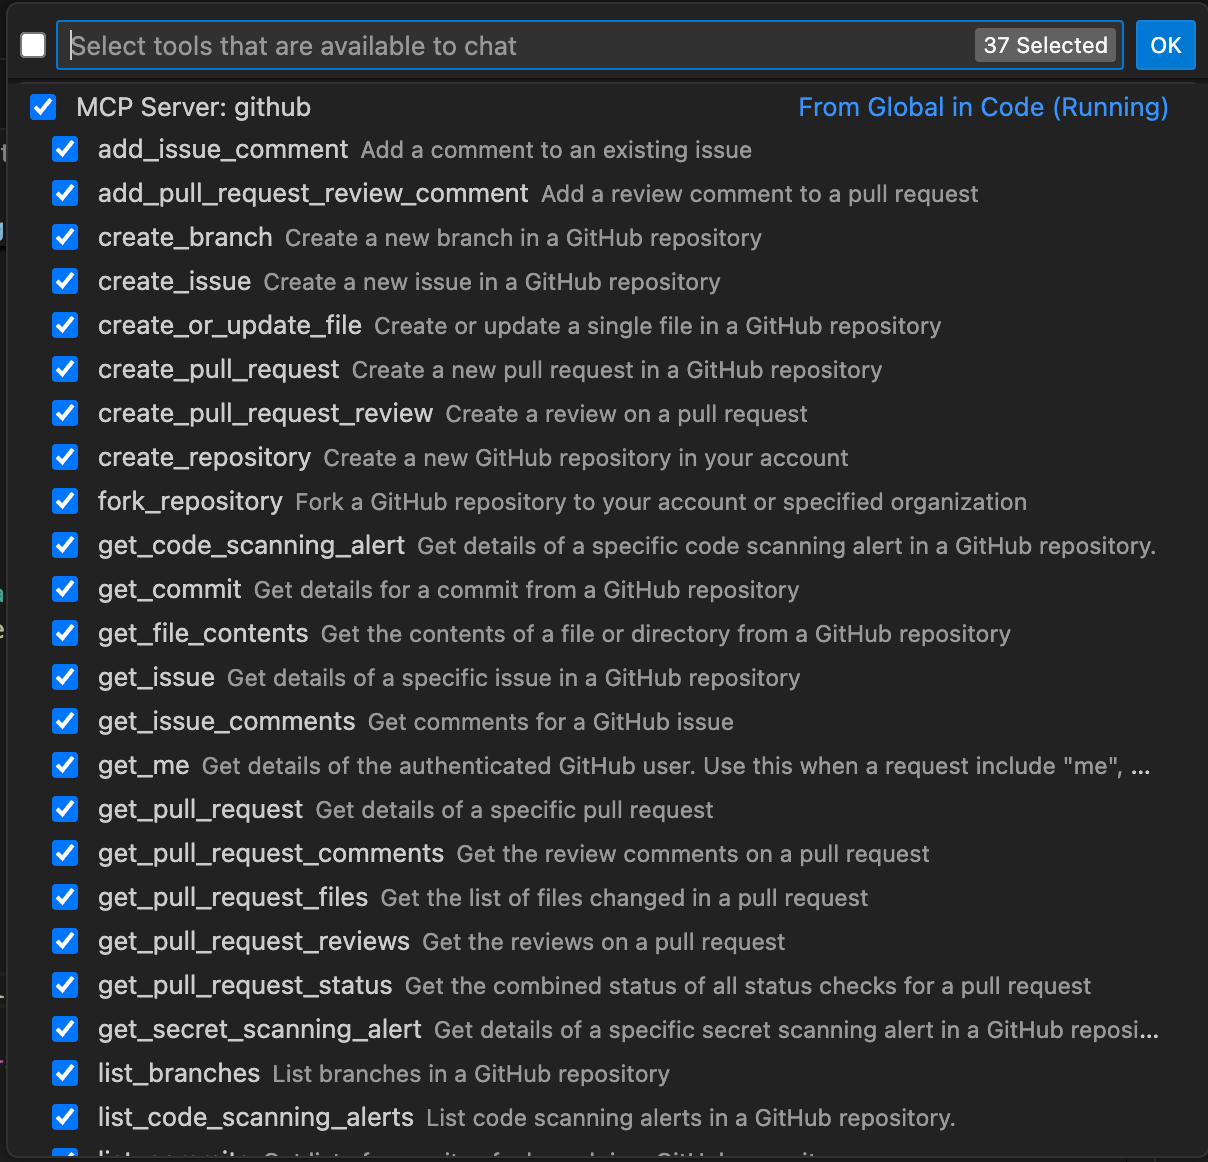 Select tools that are available to chat 37 Selected OK
MCP Server: github From Global in Code (Running)
add_issue_comment Add a comment to an existing issue
add_pull_request_review_comment Add a review comment to a pull request
create_branch Create a new branch in a GitHub repository
create_issue Create a new issue in a GitHub repository
create_or_update_file Create or update a single file in a GitHub repository
create_pull_request Create a new pull request in a GitHub repository
create_pull_request_review Create a review on a pull request
create_repository Create a new GitHub repository in your account
fork_repository Fork a GitHub repository to your account or specified organization
get_code_scanning_alert Get details of a specific code scanning alert in a GitHub repository.
get_commit Get details for a commit from a GitHub repository
get_file_contents Get the contents of a file or directory from a GitHub repository
get_issue Get details of a specific issue in a GitHub repository
get_issue_comments Get comments for a GitHub issue
get_me Get details of the authenticated GitHub user. Use this when a request include "me", ...
get_pull_request Get details of a specific pull request
get_pull_request_comments Get the review comments on a pull request
get_pull_request_files Get the list of files changed in a pull request
get_pull_request_reviews Get the reviews on a pull request
get_pull_request_status Get the combined status of all status checks for a pull request
get_secret_scanning_alert Get details of a specific secret scanning alert in a GitHub reposi...
list_branches List branches in a GitHub repository
list_code_scanning_alerts List code scanning alerts in a GitHub repository.